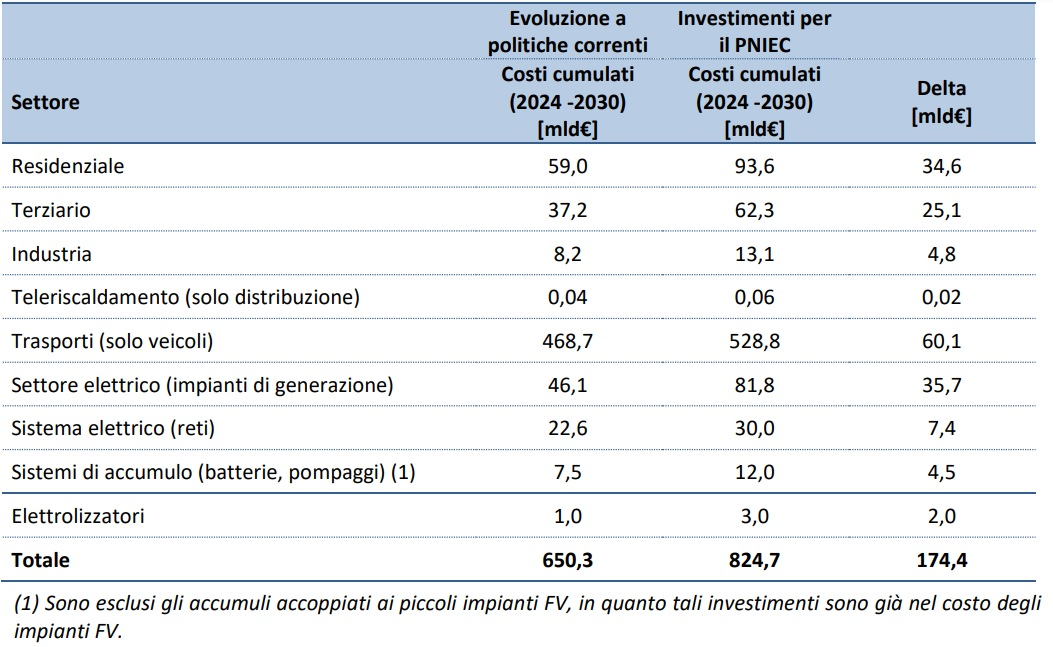 Evoluzione a politiche correnti Investimenti per il PNIEC
Settore Costi cumulati (2024 -2030) [mld€] Costi cumulati (2024 -2030) [mld€] Delta [mld€]
Residenziale 59,0 93,6 34,6
Terziario 37,2 62,3 25,1
Industria 8,2 13,1 4,8
Teleriscaldamento (solo distribuzione) 0,04 0,06 0,02
Trasporti (solo veicoli) 468,7 528,8 60,1
Settore elettrico (impianti di generazione) 46,1 81,8 35,7
Sistema elettrico (reti) 22,6 30,0 7,4
Sistemi di accumulo (batterie, pompaggi) (1) 7,5 12,0 4,5
Elettrolizzatori 1,0 3,0 2,0
Totale 650,3 824,7 174,4
(1) Sono esclusi gli accumuli accoppiati ai piccoli impianti FV, in quanto tali investimenti sono già nel costo degli
impianti FV.